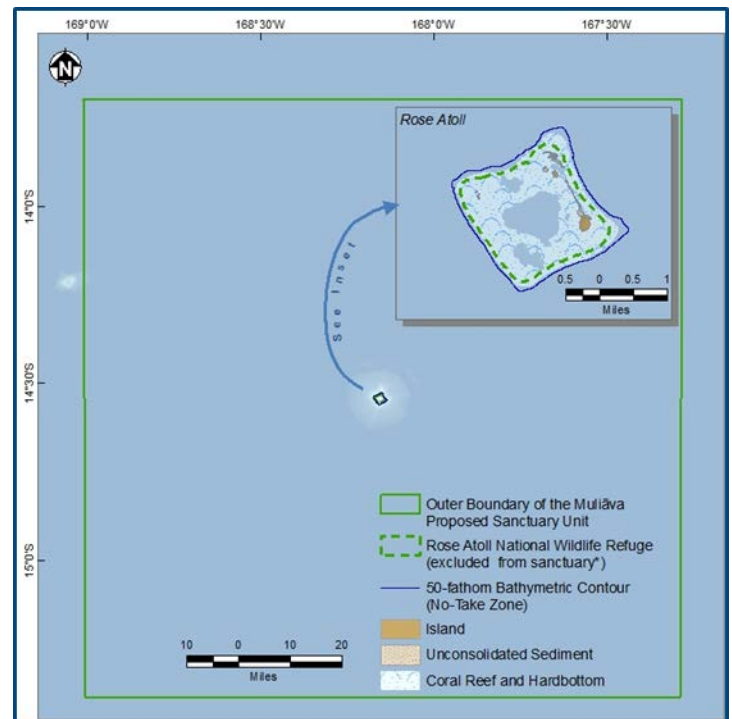 169°0'W 168°30'W 168°0'W 167°30'W
N
Rose Atoll
14°0'S
0.5 0 0.5 1
Miles
See Inset
14°30'S
Outer Boundary of the Muliāva
Proposed Sanctuary Unit
Rose Atoll National Wildlife Refuge
(excluded from sanctuary*)
15°0'S
50-fathom Bathymetric Contour
(No-Take Zone)
Island
Unconsolidated Sediment
Coral Reef and Hardbottom
10 0 10 20
Miles